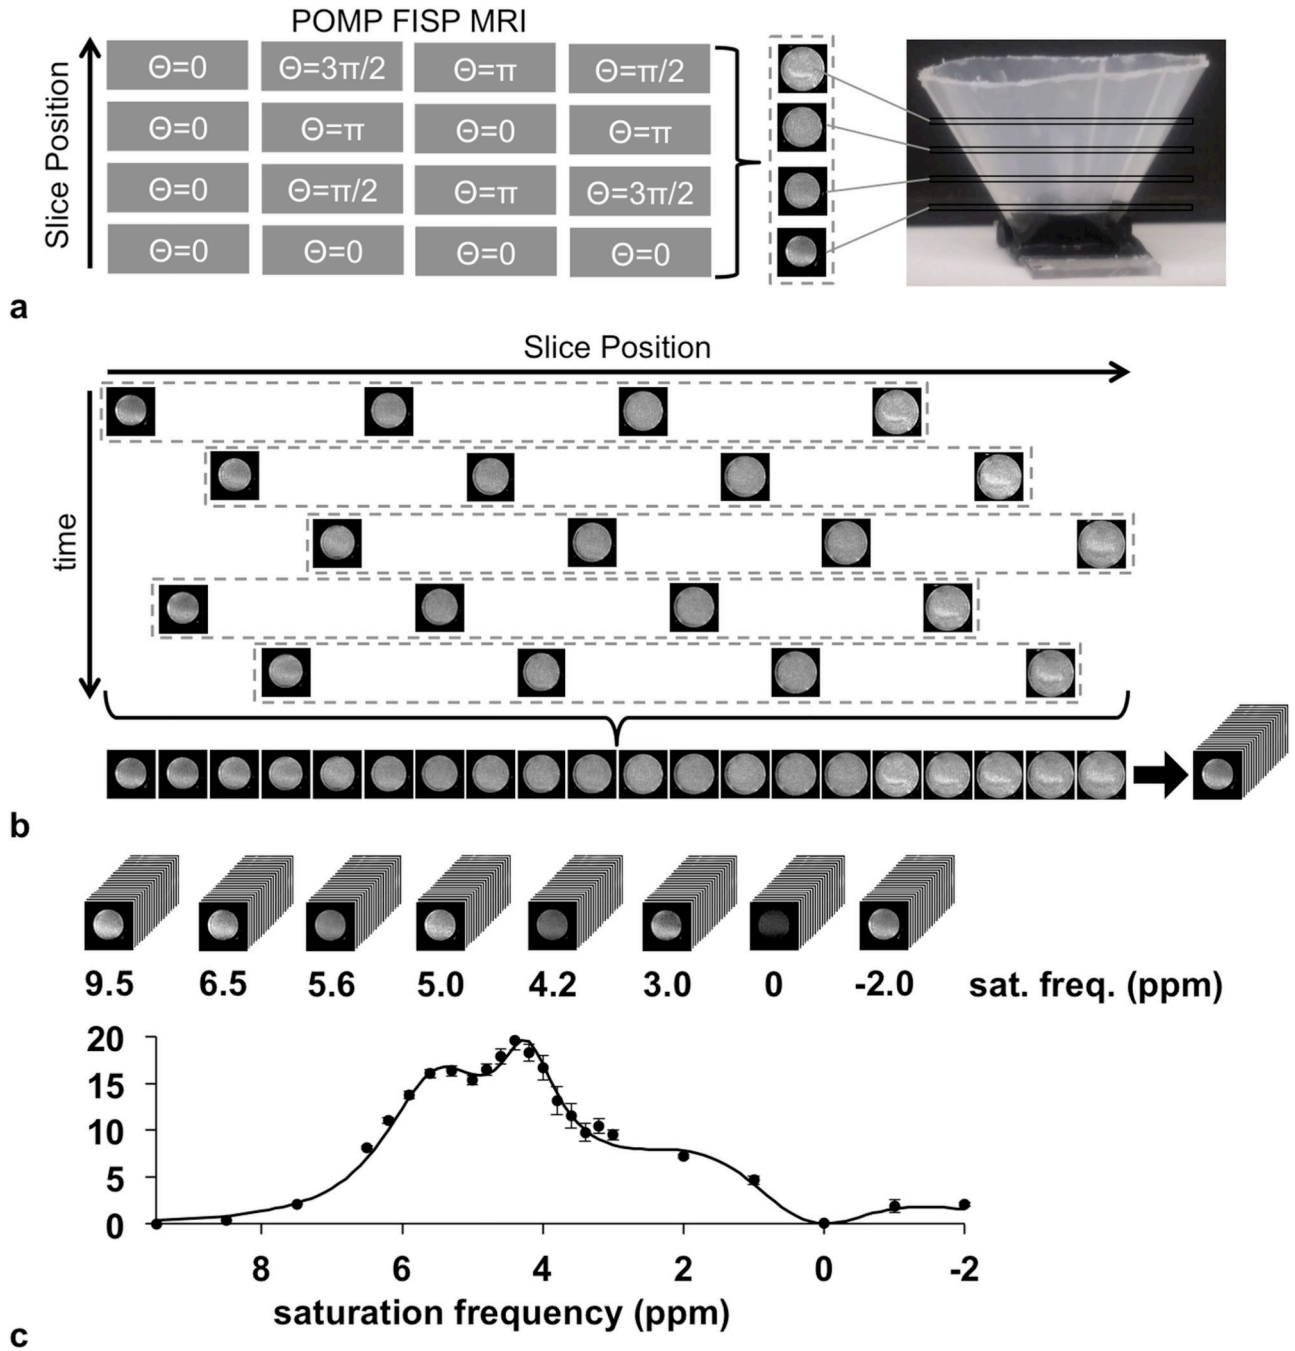 POMP FISP MRI
Slice Position
Θ=0 Θ=3π/2 Θ=π Θ=π/2
Θ=0 Θ=π Θ=0 Θ=π
Θ=0 Θ=π/2 Θ=π Θ=3π/2
Θ=0 Θ=0 Θ=0 Θ=0
a
Slice Position
time
b
9.5 6.5 5.6 5.0 4.2 3.0 0 -2.0 sat. freq. (ppm)
20
15
10
5
0
8 6 4 2 0 -2
saturation frequency (ppm)
c